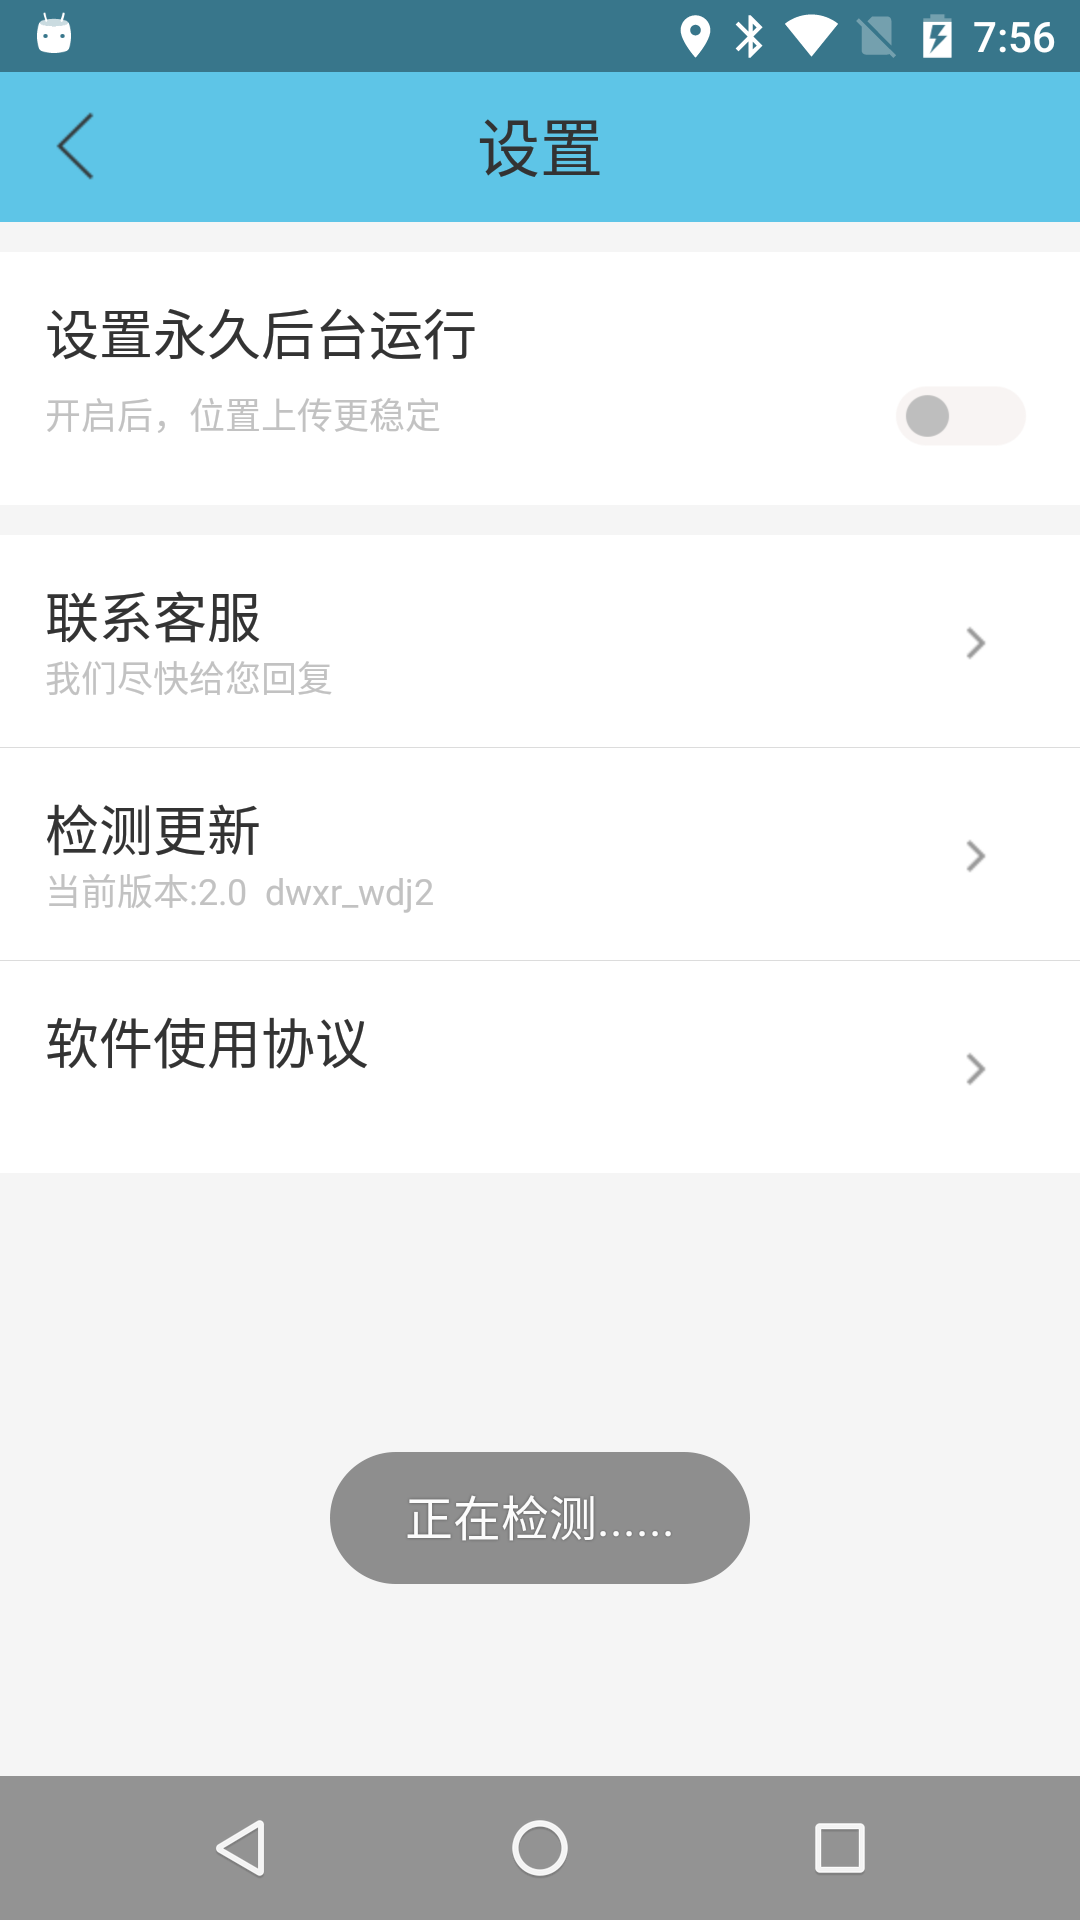 7:56
设置
设置永久后台运行
开启后，位置上传更稳定
联系客服
我们尽快给您回复
检测更新
当前版本:2.0  dwxr_wdj2
软件使用协议
正在检测......